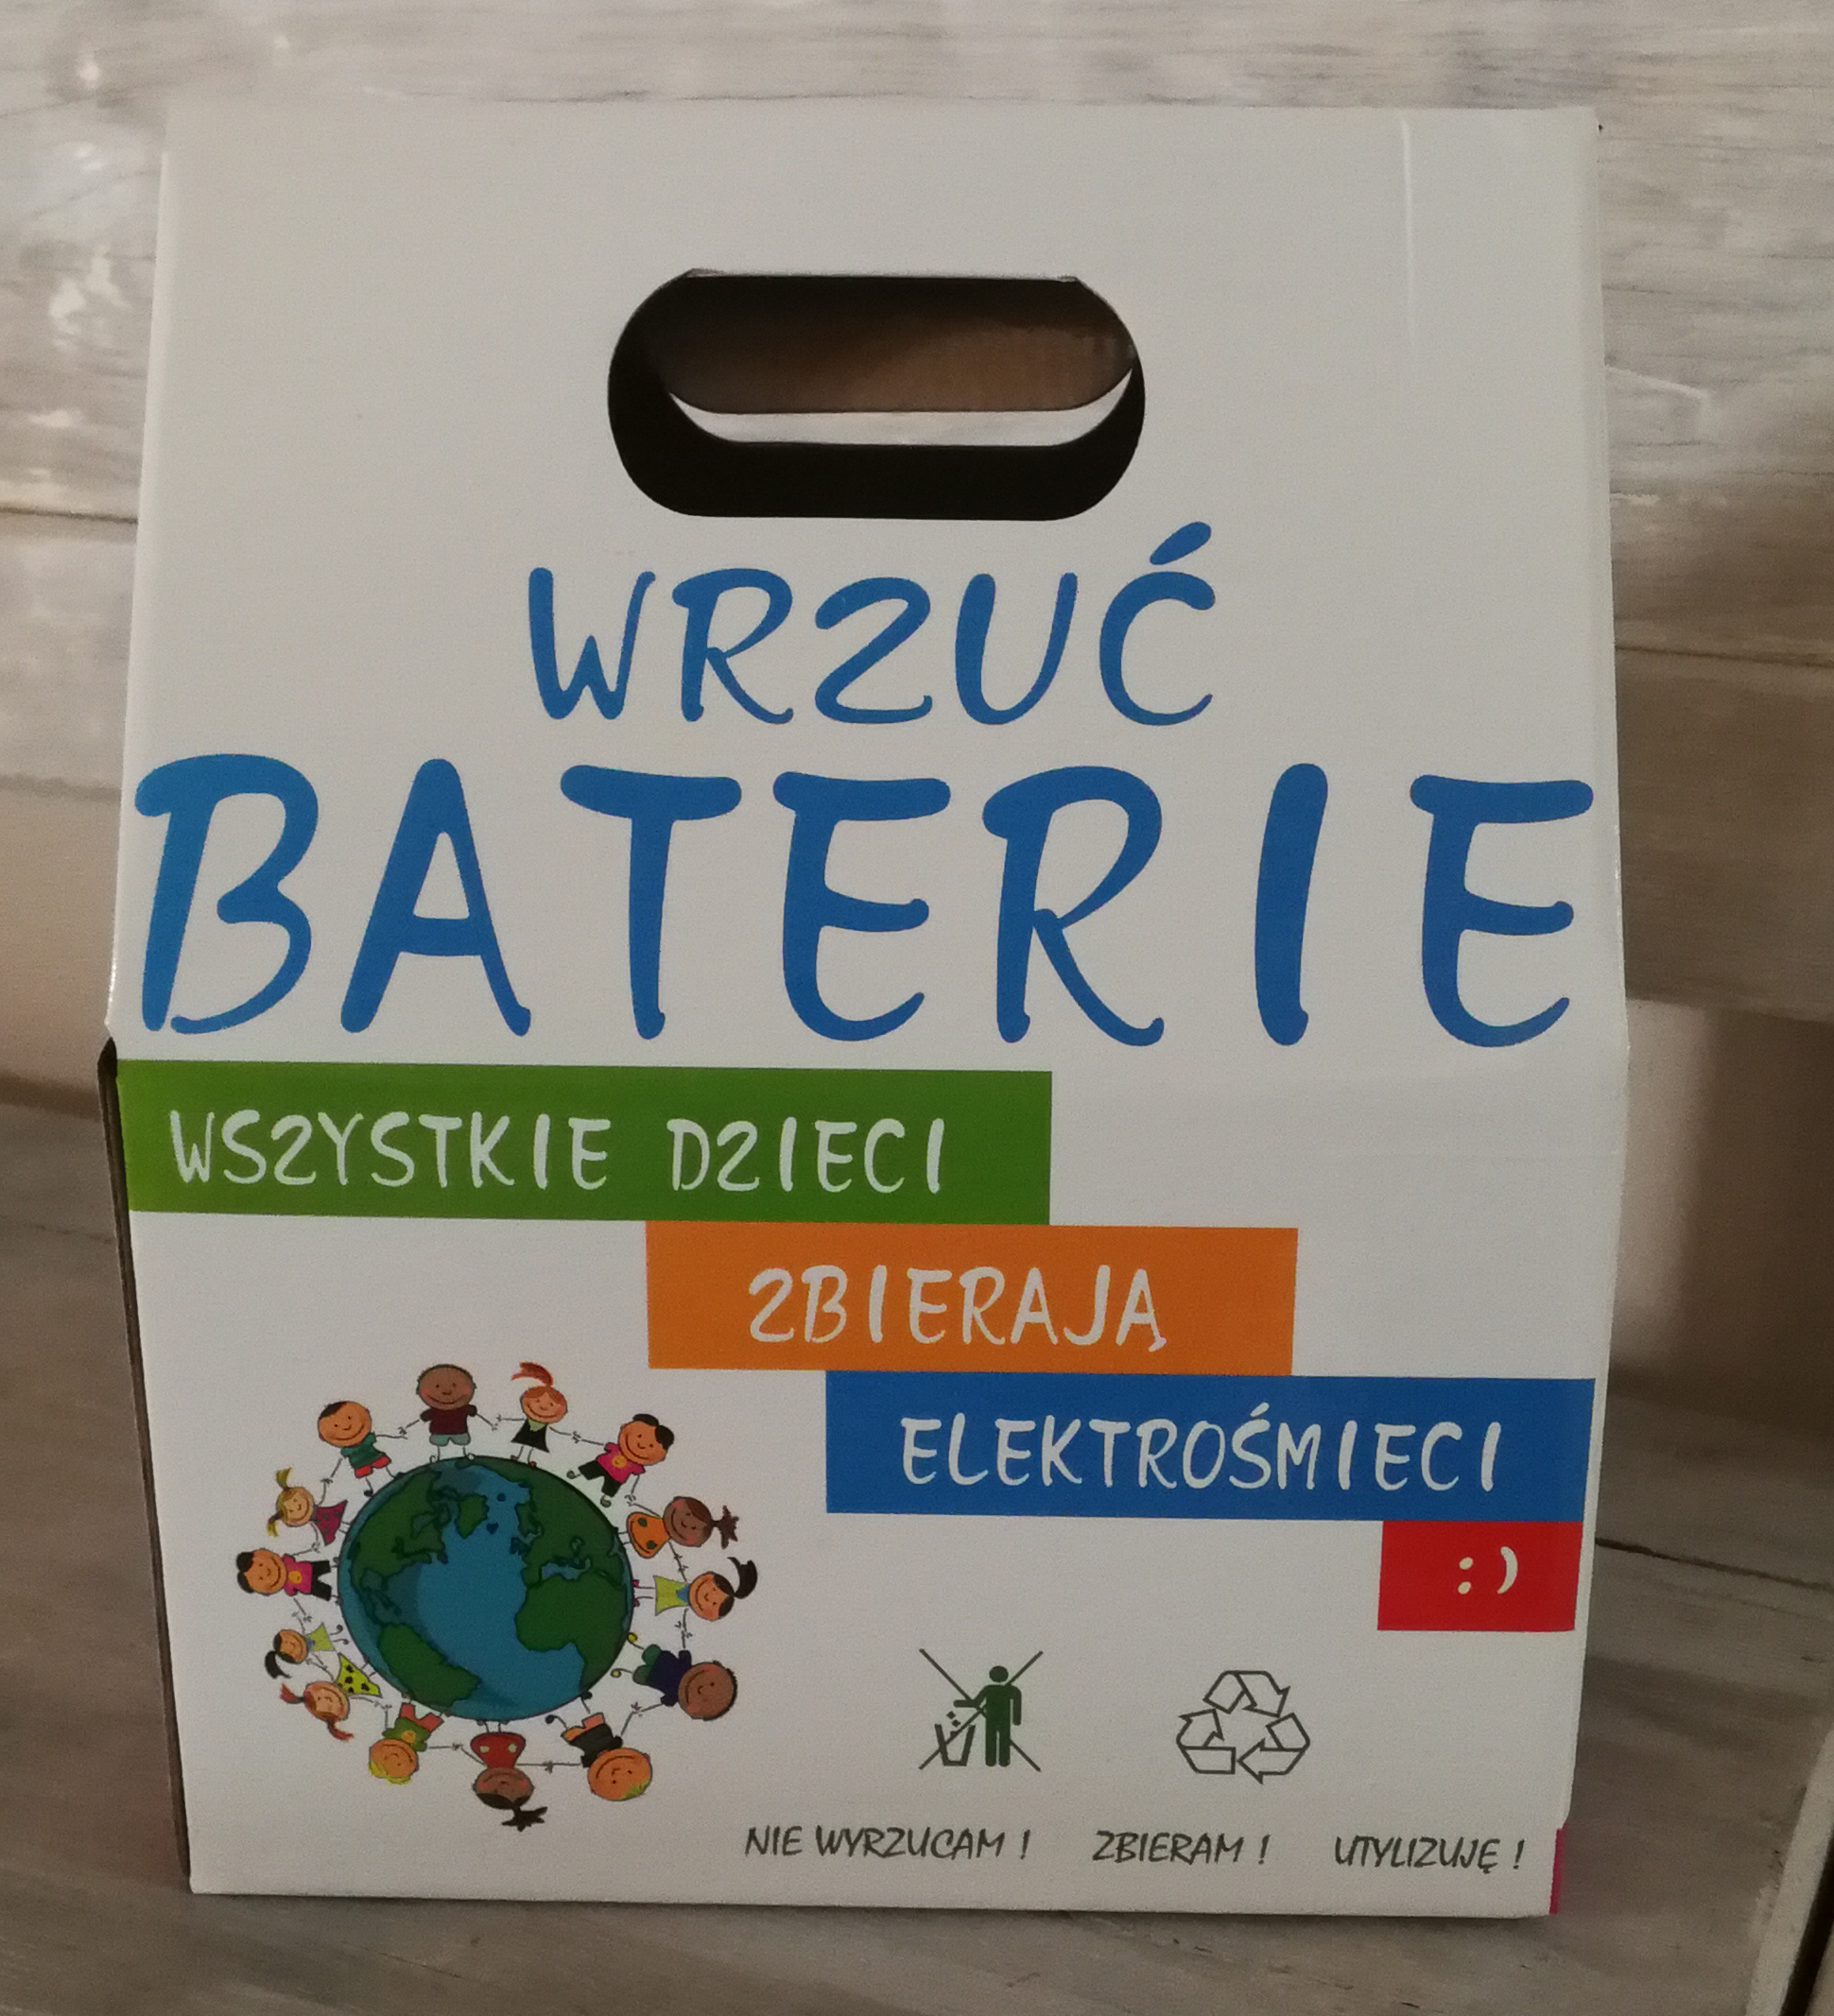 WRZUĆ
BATERIE
WSZYSTKIE DZIECI
ZBIERAJĄ
ELEKTROŚMIECI
:)
NIE WYRZUCAM ! ZBIERAM ! UTYLIZUJĘ !